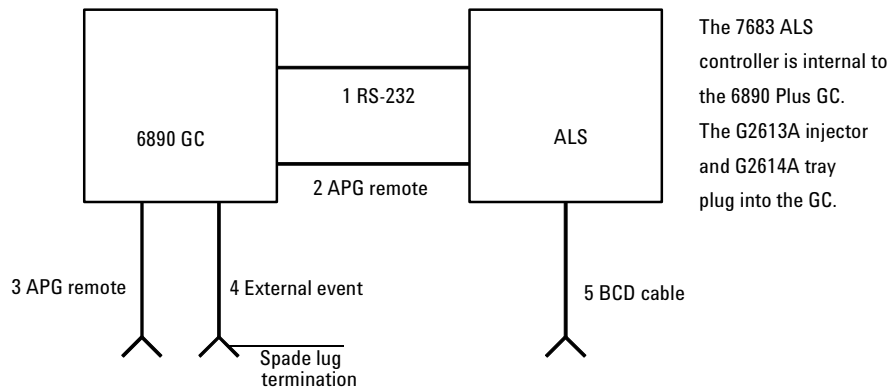 The 7683 ALS
controller is internal to
the 6890 Plus GC.
The G2613A injector
and G2614A tray
plug into the GC.
1 RS-232
6890 GC
ALS
2 APG remote
3 APG remote
4 External event
5 BCD cable
Spade lug
termination